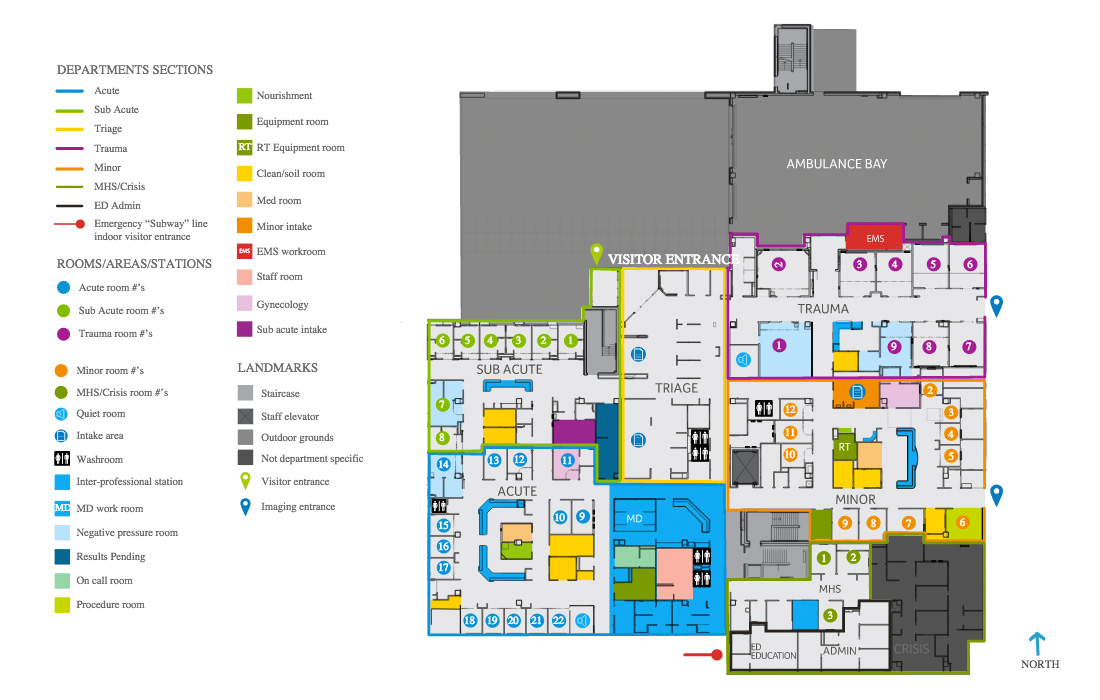 DEPARTMENTS SECTIONS
Acute
Sub Acute
Triage
Trauma
Minor
MHS/Crisis
ED Admin
Emergency “Subway” line
indoor visitor entrance
ROOMS/AREAS/STATIONS
Acute room #’s
Sub Acute room #’s
Trauma room #’s
Minor room #’s
MHS/Crisis room #’s
Quiet room
Intake area
Washroom
Inter-professional station
MD MD work room
Negative pressure room
Results Pending
On call room
Procedure room
Nourishment
Equipment room
RT RT Equipment room
Clean/soil room
Med room
Minor intake
EMS EMS workroom
Staff room
Gynecology
Sub acute intake
LANDMARKS
Staircase
Staff elevator
Outdoor grounds
Not department specific
Visitor entrance
Imaging entrance
AMBULANCE BAY
EMS
VISITOR ENTRANCE
2 3 4 5 6
TRAUMA
1 9 8 7
6 5 4 3 2 1
SUB ACUTE
7
8
TRIAGE
2
12 3
11 4
10 5
RT
MINOR
9 8 7 6
14 13 12 11
ACUTE
15 10 9
16
17
18 19 20 21 22
MD
1 2
MHS
3
ED
EDUCATION
ADMIN
CRISIS
NORTH